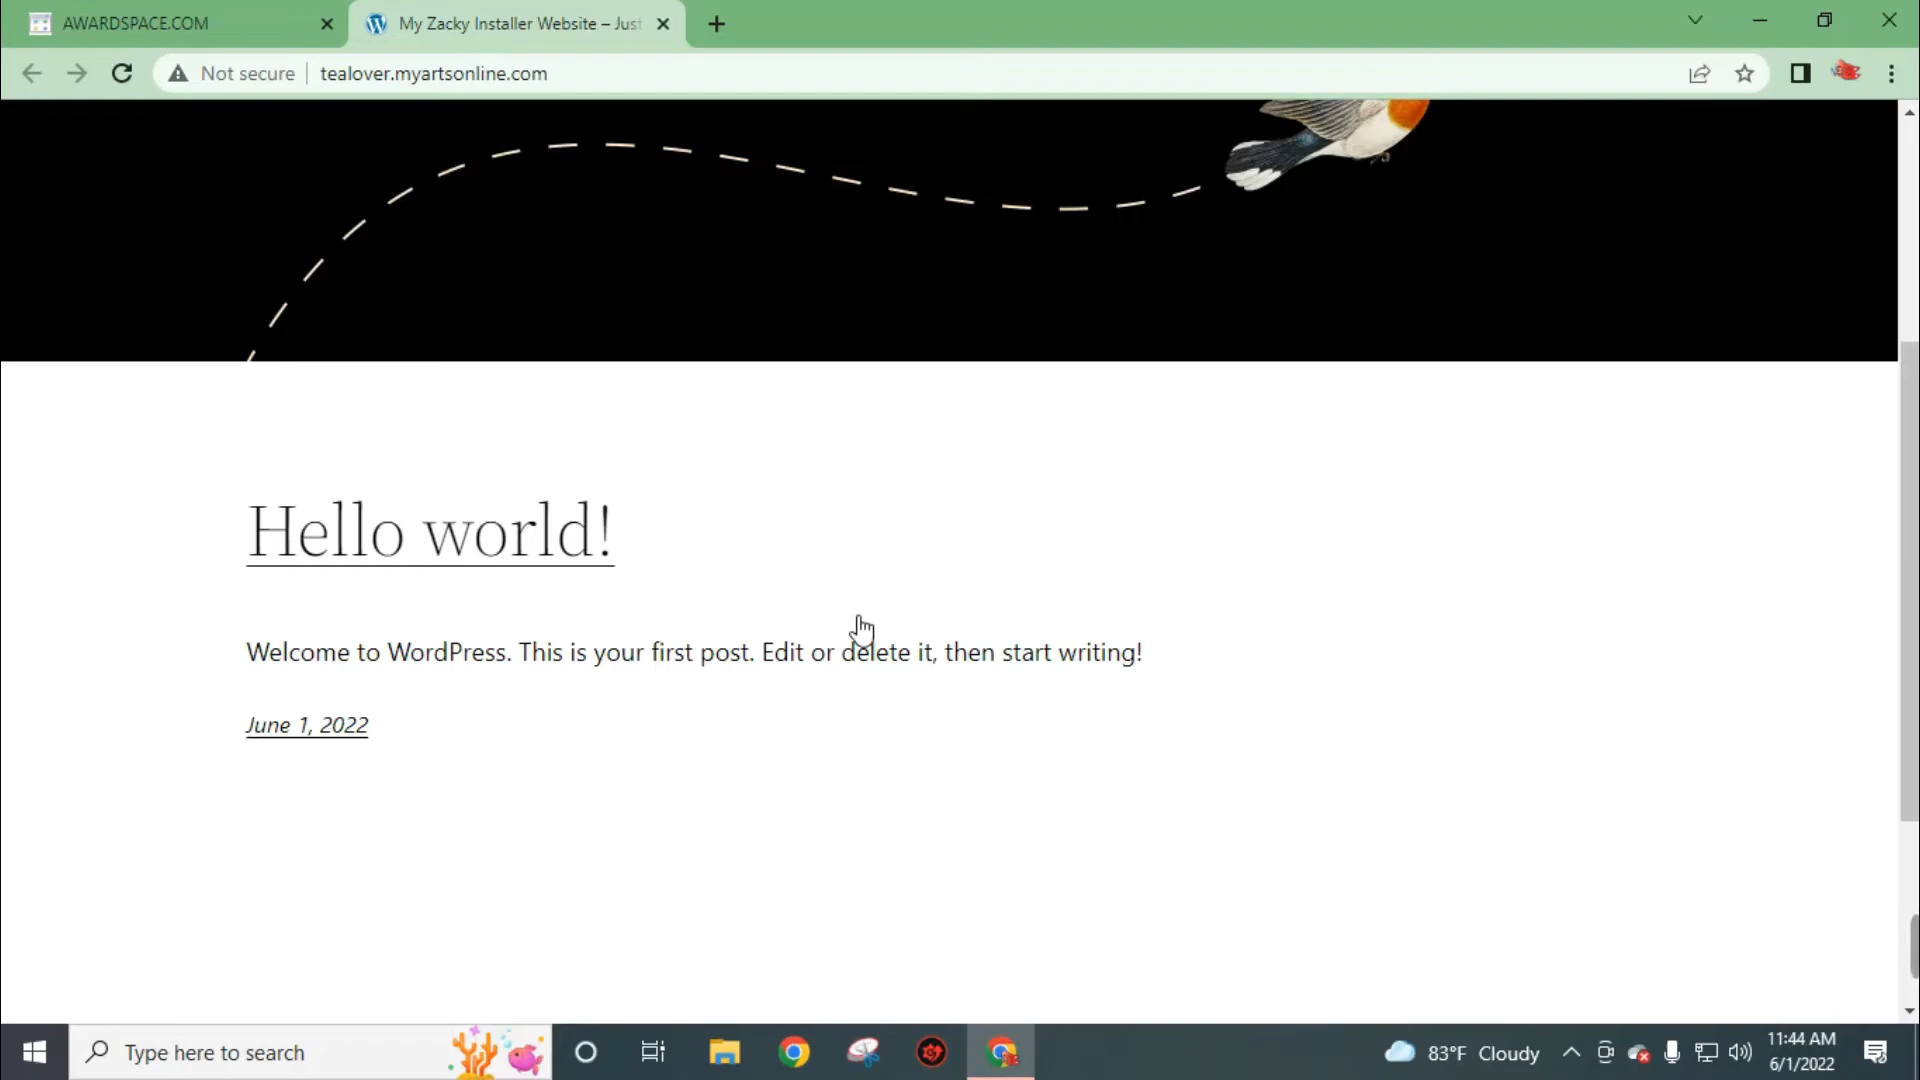 AWARDSPACE.COM
My Zacky Installer Website – Just
Not secure
tealover.myartsonline.com
Hello world!
Welcome to WordPress. This is your first post. Edit or delete it, then start writing!
June 1, 2022
Type here to search
83°F Cloudy
11:44 AM
6/1/2022